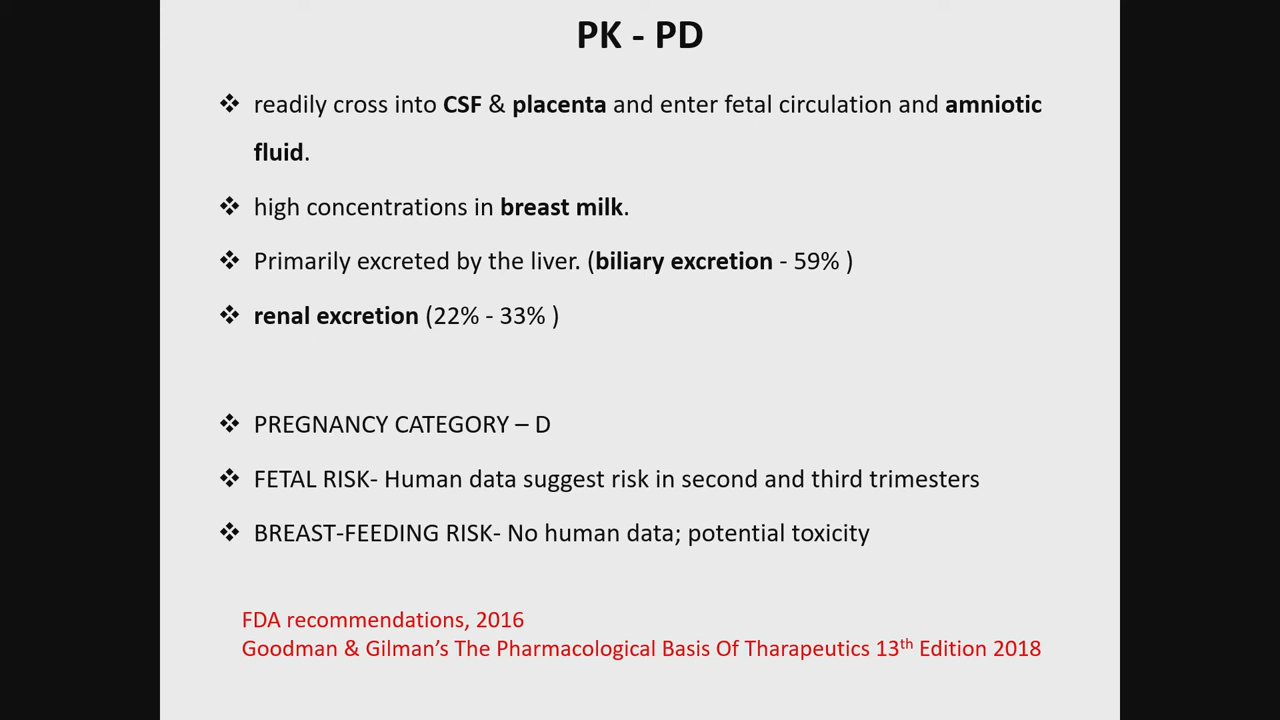 PK - PD
❖ readily cross into CSF & placenta and enter fetal circulation and amniotic
fluid.
❖ high concentrations in breast milk.
❖ Primarily excreted by the liver. (biliary excretion - 59% )
❖ renal excretion (22% - 33% )
❖ PREGNANCY CATEGORY – D
❖ FETAL RISK- Human data suggest risk in second and third trimesters
❖ BREAST-FEEDING RISK- No human data; potential toxicity
FDA recommendations, 2016
Goodman & Gilman’s The Pharmacological Basis Of Tharapeutics 13th Edition 2018